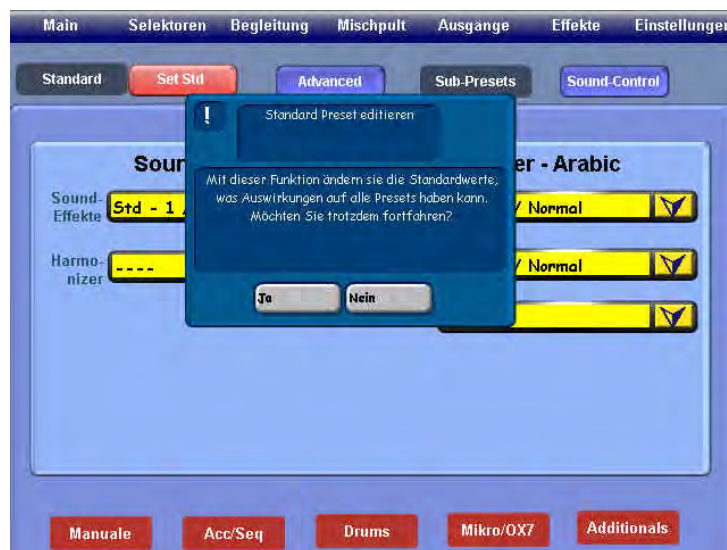 Main Selektoren Begleitung Mischpult Ausgänge Effekte Einstellungen
Standard Set Std Advanced Sub-Presets Sound-Control
!
Standard Preset editieren
Mit dieser Funktion ändern sie die Standardwerte,
was Auswirkungen auf alle Presets haben kann.
Möchten Sie trotzdem fortfahren?
Ja Nein
Sour er - Arabic
Sound-
Effekte
Std - 1 / / Normal
Harmo-
nizer
---- / Normal
Manuale Acc/Seq Drums Mikro/OX7 Additionals